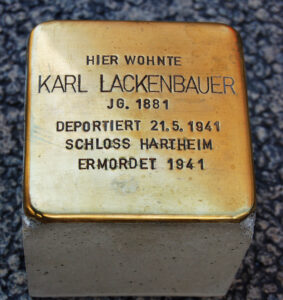 HIER WOHNTE
KARL LACKENBAUER
JG. 1881
DEPORTIERT 21.5.1941
SCHLOSS HARTHEIM
ERMORDET 1941